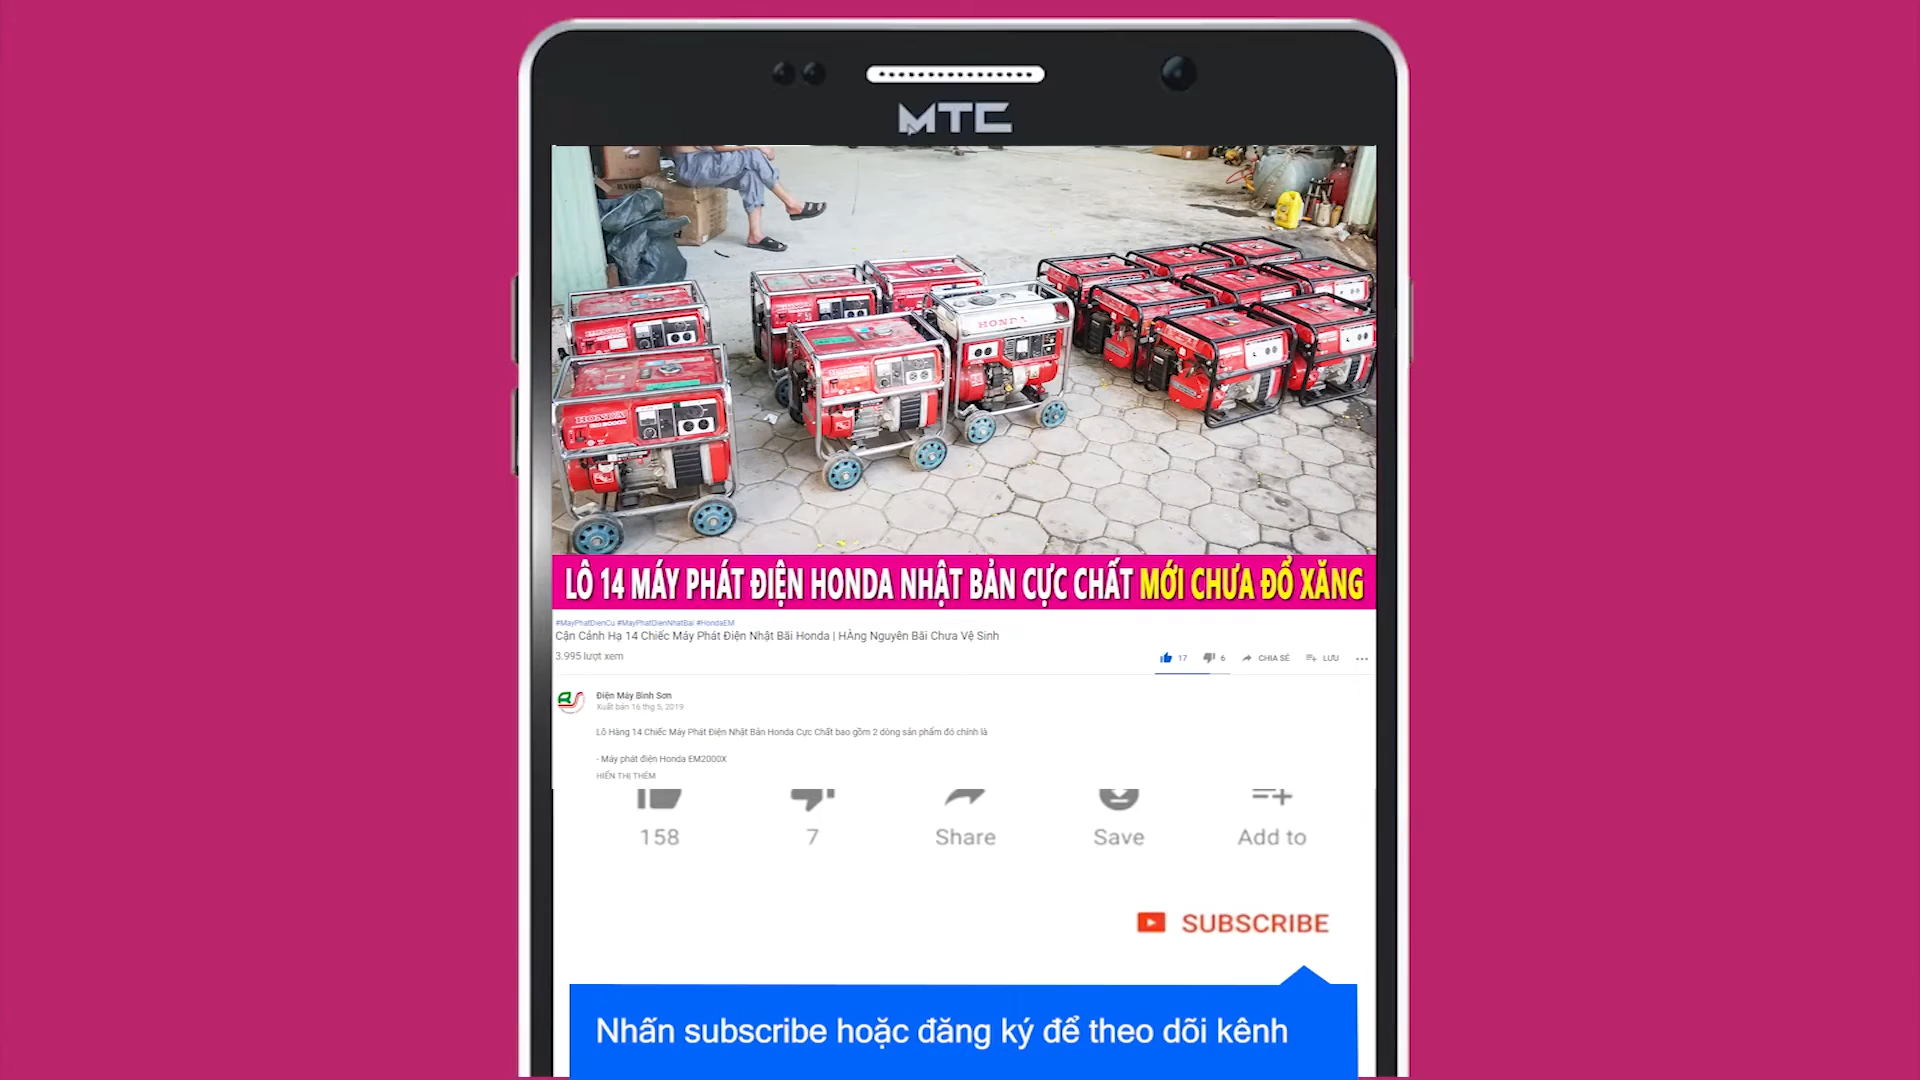 MTC
HONDA
HONDA
LÔ 14 MÁY PHÁT ĐIỆN HONDA NHẬT BẢN CỰC CHẤT MỚI CHƯA ĐỔ XĂNG
#MayPhatDienCu #MayPhatDienNhatBai #HondaEM
Cận Cảnh Hạ 14 Chiếc Máy Phát Điện Nhật Bãi Honda | HÀng Nguyên Bãi Chưa Vệ Sinh
3.995 lượt xem
17 6 CHIA SẺ LƯU
Điện Máy Bình Sơn
Xuất bản 16 thg 5, 2019
Lô Hàng 14 Chiếc Máy Phát Điện Nhật Bản Honda Cực Chất bao gồm 2 dòng sản phẩm đó chính là
- Máy phát điện Honda EM2000X
HIỂN THỊ THÊM
158 7 Share Save Add to
SUBSCRIBE
Nhấn subscribe hoặc đăng ký để theo dõi kênh